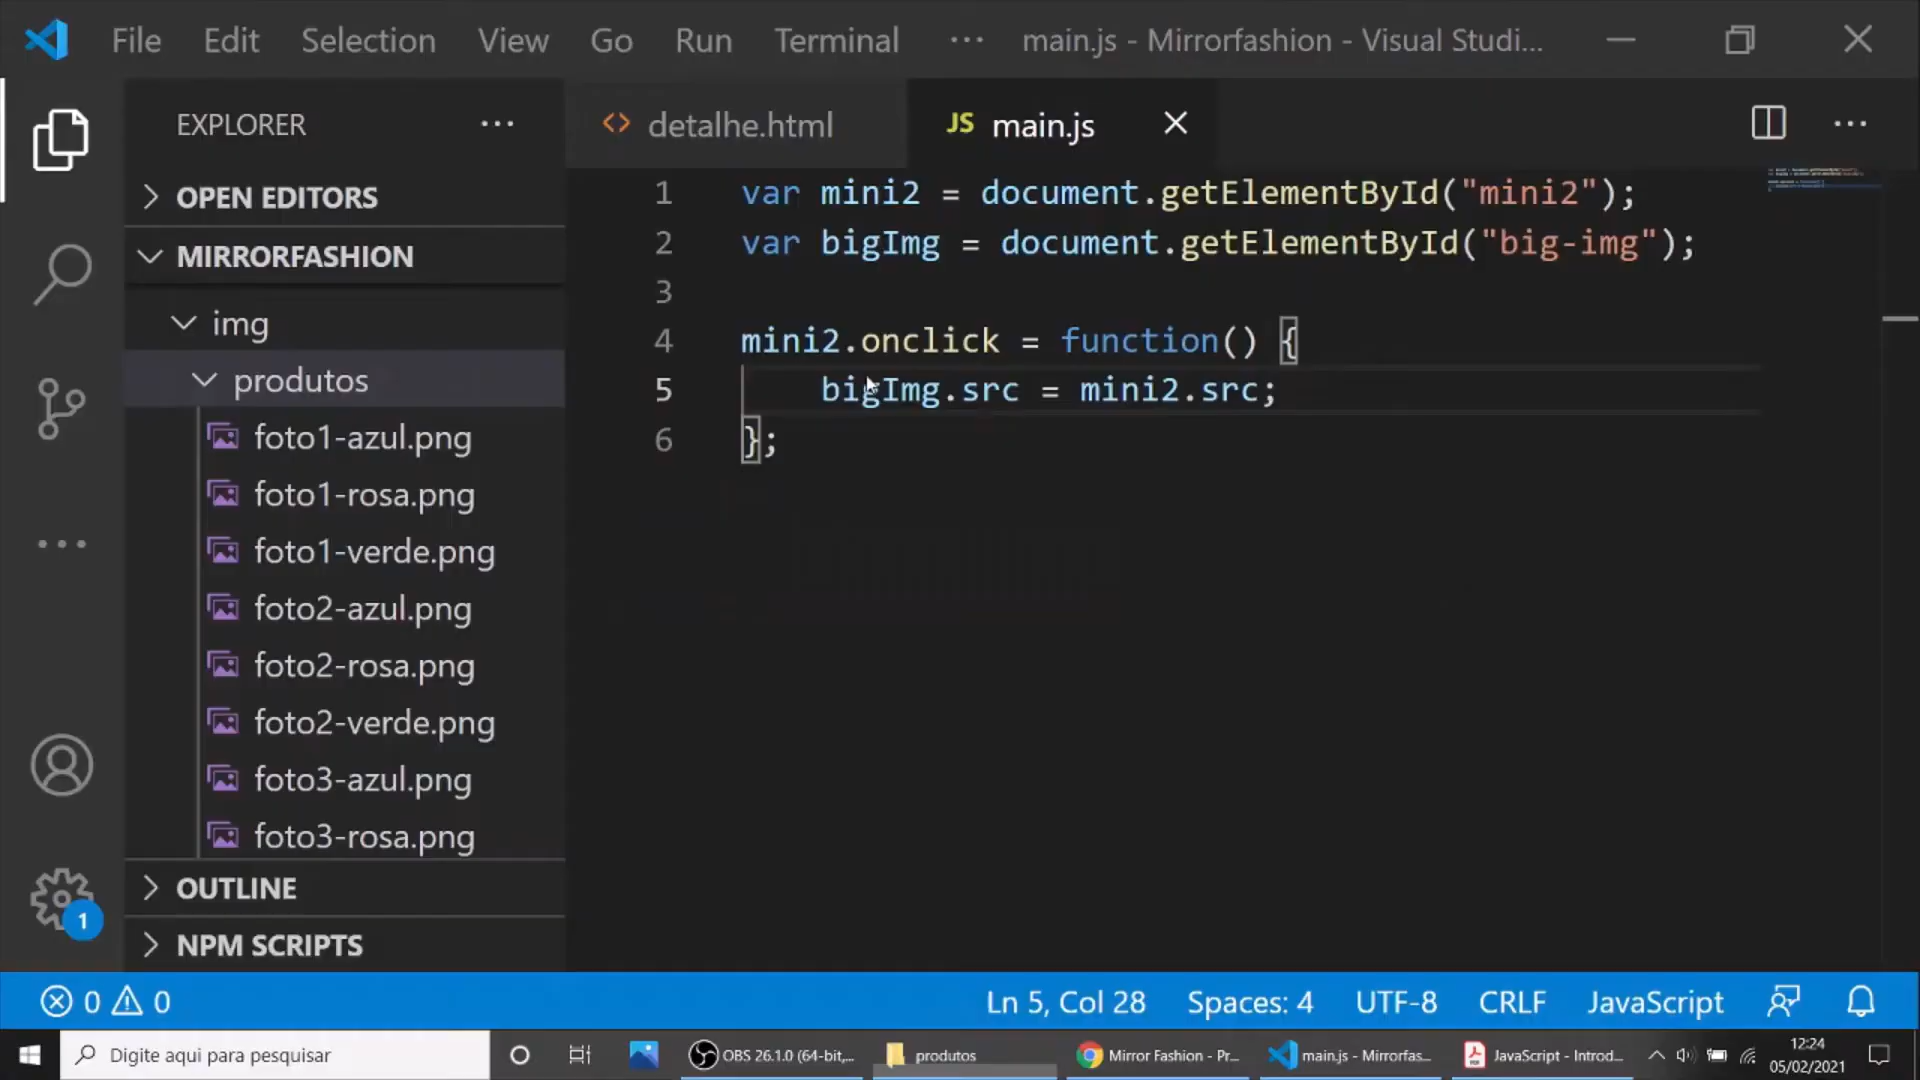 File Edit Selection View Go Run Terminal ··· main.js - Mirrorfashion - Visual Studi...
EXPLORER ···
OPEN EDITORS
MIRRORFASHION
img
produtos
foto1-azul.png
foto1-rosa.png
foto1-verde.png
foto2-azul.png
foto2-rosa.png
foto2-verde.png
foto3-azul.png
foto3-rosa.png
OUTLINE
NPM SCRIPTS
1
<> detalhe.html JS main.js
1 var mini2 = document.getElementById("mini2");
2 var bigImg = document.getElementById("big-img");
3
4 mini2.onclick = function() {
5 bigImg.src = mini2.src;
6 };
0 0 Ln 5, Col 28 Spaces: 4 UTF-8 CRLF JavaScript
Digite aqui para pesquisar OBS 26.1.0 (64-bit,... produtos Mirror Fashion - Pr... main.js - Mirrorfas... JavaScript - Introd... 12:24
05/02/2021